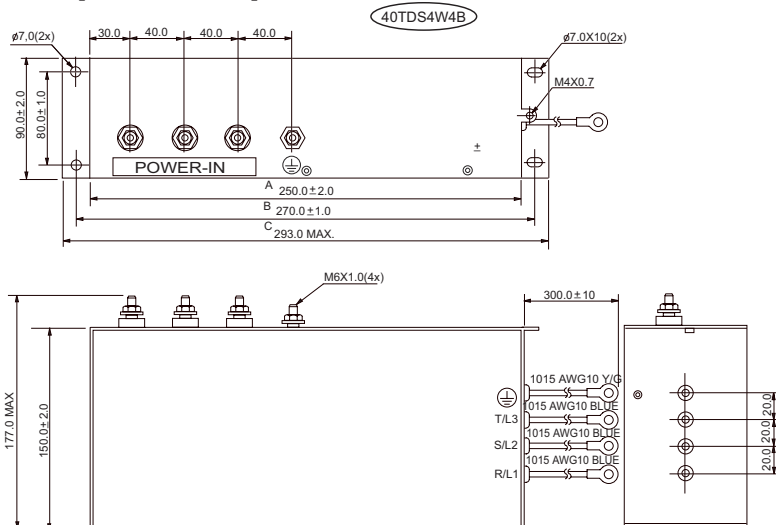 40TDS4W4B
ø7,0(2x)
30.0
40.0
40.0
40.0
ø7.0X10(2x)
M4X0.7
90.0±2.0
80.0±1.0
POWER-IN
±
A 250.0±2.0
B 270.0±1.0
C 293.0 MAX.
M6X1.0(4x)
300.0±10
177.0 MAX
150.0±2.0
1015 AWG10 Y/G
T/L3
1015 AWG10 BLUE
S/L2
1015 AWG10 BLUE
R/L1
1015 AWG10 BLUE
20.0
20.0
20.0